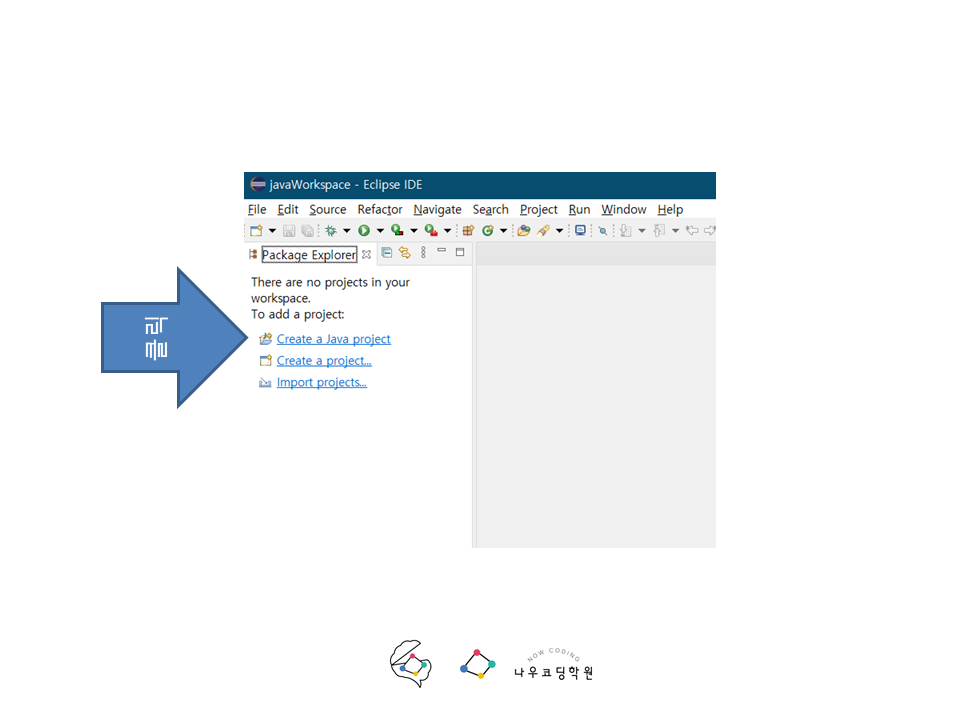 javaWorkspace - Eclipse IDE
File Edit Source Refactor Navigate Search Project Run Window Help
Package Explorer
There are no projects in your
workspace.
To add a project:
Create a Java project
Create a project...
Import projects...
NOW CODING
나우코딩학원